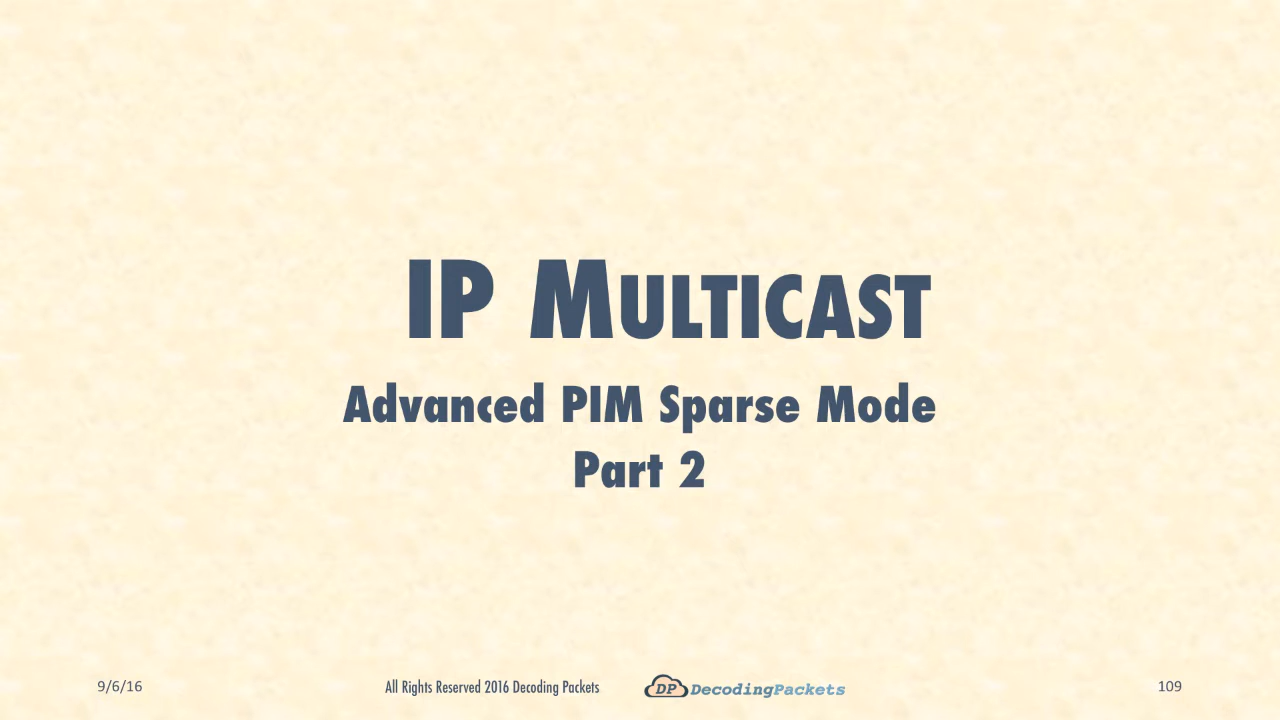 IP MULTICAST
Advanced PIM Sparse Mode
Part 2
9/6/16
All Rights Reserved 2016 Decoding Packets
DP DecodingPackets
109